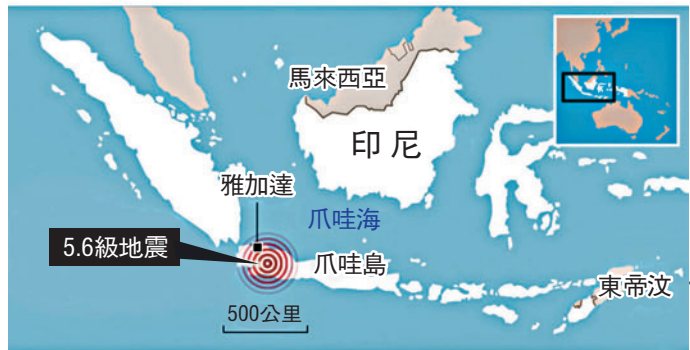 馬來西亞
印尼
雅加達
爪哇海
5.6級地震
爪哇島
東帝汶
500公里